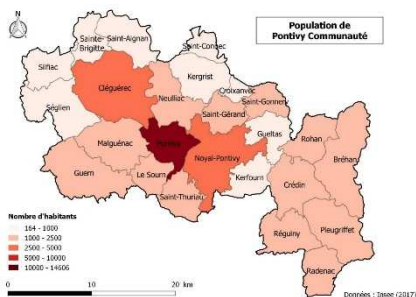 N
Population de
Pontivy Communauté
Sainte-
Brigitte
Saint-Aignan
Saint-Connec
Silfiac
Kergrist
Cléguérec
Croixanvec
Neulliac
Saint-Gonnery
Séglien
Saint-Gérand
Gueltas
Rohan
Malguénac
Pontivy
Noyal-Pontivy
Bréhan
Guern
Le Sourn
Kerfourn
Crédin
Saint-Thuriau
Réguiny
Pleugriffet
Radenac
Nombre d'habitants
184 - 1000
1000 - 2500
2500 - 5000
5000 - 10000
10000 - 14606
0
10
20 km
Données : Insee (2017)